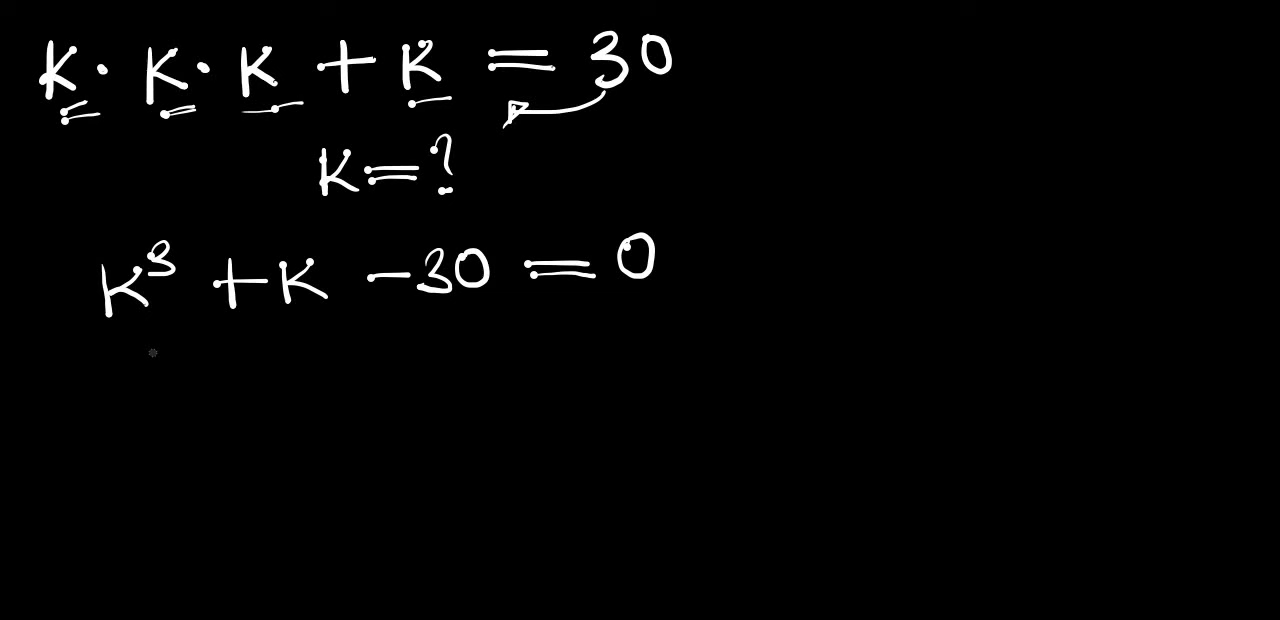 K · K · K + K = 30
K = ?
K³ + K - 30 = 0